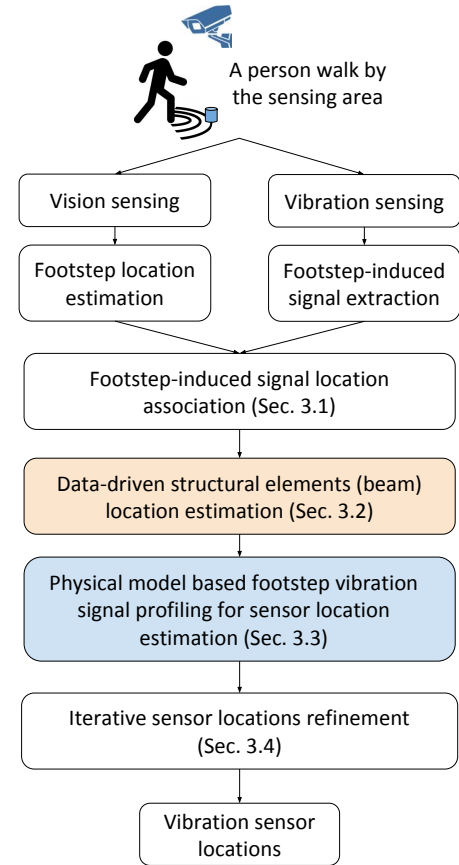 A person walk by
the sensing area
Vision sensing
Vibration sensing
Footstep location
estimation
Footstep-induced
signal extraction
Footstep-induced signal location
association (Sec. 3.1)
Data-driven structural elements (beam)
location estimation (Sec. 3.2)
Physical model based footstep vibration
signal profiling for sensor location
estimation (Sec. 3.3)
Iterative sensor locations refinement
(Sec. 3.4)
Vibration sensor
locations